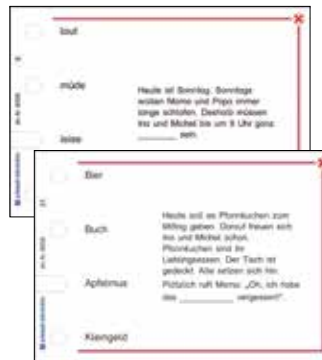 laut
müde
leise
Heute ist Sonntag. Sonntags
wollen Mama und Papa immer
lange schlafen. Deshalb müssen
Ina und Michel bis um 9 Uhr ganz
________ sein.
Bier
Buch
Apfelmus
Kleingeld
Heute soll es Pfannkuchen zum
Mittag geben. Darauf freuen sich
Ina und Michel schon.
Pfannkuchen sind ihr
Lieblingsessen. Der Tisch ist
gedeckt. Alle setzen sich hin.
Plötzlich ruft Mama: „Oh, ich habe
das ____________ vergessen!“.